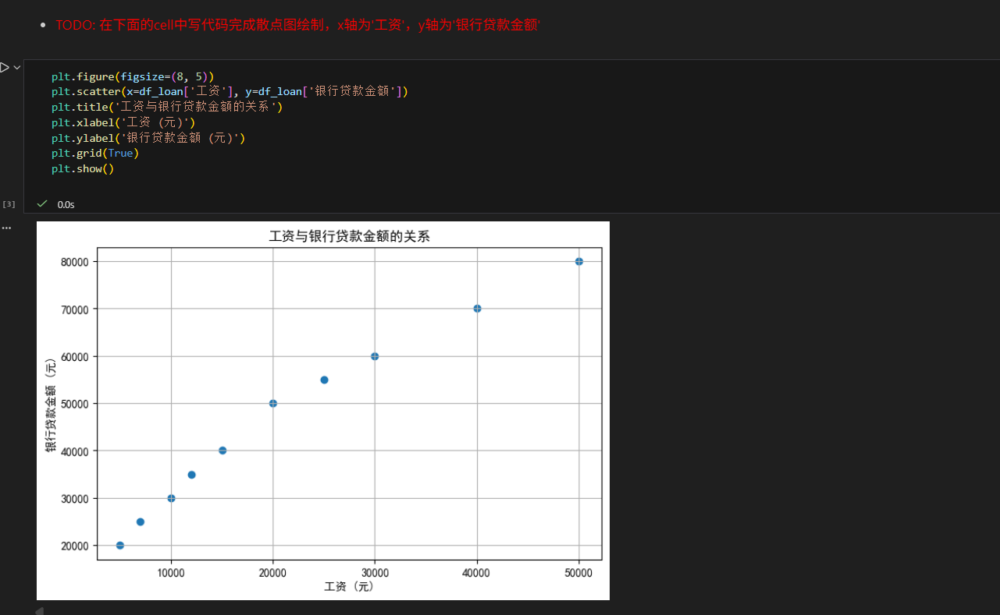 • TODO: 在下面的cell中写代码完成散点图绘制，x轴为'工资'，y轴为'银行贷款金额'
plt.figure(figsize=(8, 5))
plt.scatter(x=df_loan['工资'], y=df_loan['银行贷款金额'])
plt.title('工资与银行贷款金额的关系')
plt.xlabel('工资 (元)')
plt.ylabel('银行贷款金额 (元)')
plt.grid(True)
plt.show()
[3]
0.0s
...
工资与银行贷款金额的关系
80000
70000
60000
50000
40000
30000
20000
银行贷款金额 (元)
10000 20000 30000 40000 50000
工资 (元)